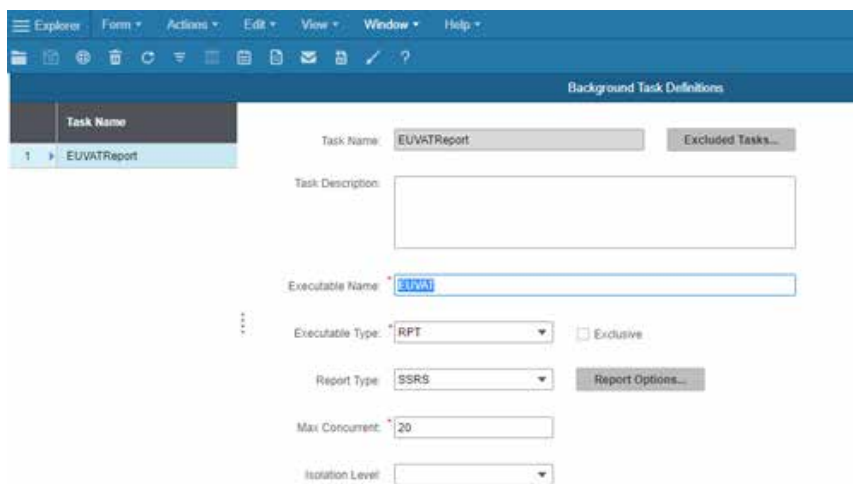 Explorer Form Actions Edit View Window Help
?
Background Task Definitions
Task Name
1 EUVATReport
Task Name: EUVATReport Excluded Tasks...
Task Description:
Executable Name: * EUVAT
Executable Type: * RPT Exclusive
Report Type: SSRS Report Options...
Max Concurrent: * 20
Isolation Level: